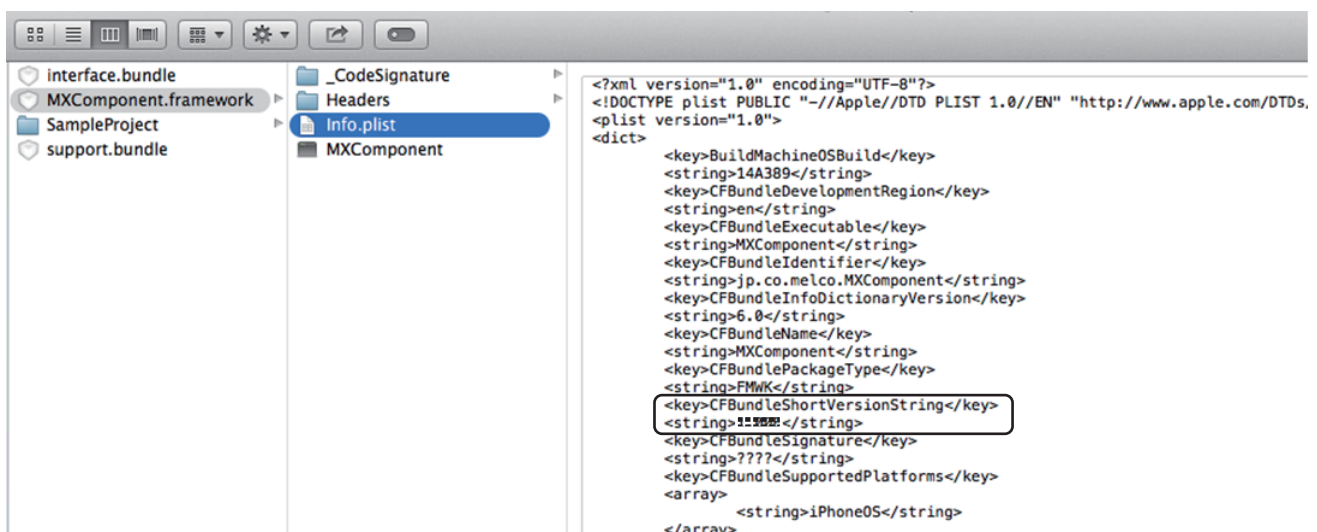 interface.bundle
MXComponent.framework
SampleProject
support.bundle
_CodeSignature
Headers
Info.plist
MXComponent
<?xml version="1.0" encoding="UTF-8"?>
<!DOCTYPE plist PUBLIC "-//Apple//DTD PLIST 1.0//EN" "http://www.apple.com/DTDs/
<plist version="1.0">
<dict>
<key>BuildMachineOSBuild</key>
<string>14A389</string>
<key>CFBundleDevelopmentRegion</key>
<string>en</string>
<key>CFBundleExecutable</key>
<string>MXComponent</string>
<key>CFBundleIdentifier</key>
<string>jp.co.melco.MXComponent</string>
<key>CFBundleInfoDictionaryVersion</key>
<string>6.0</string>
<key>CFBundleName</key>
<string>MXComponent</string>
<key>CFBundlePackageType</key>
<string>FMWK</string>
<key>CFBundleShortVersionString</key>
<string></string>
<key>CFBundleSignature</key>
<string>????</string>
<key>CFBundleSupportedPlatforms</key>
<array>
<string>iPhoneOS</string>
</array>